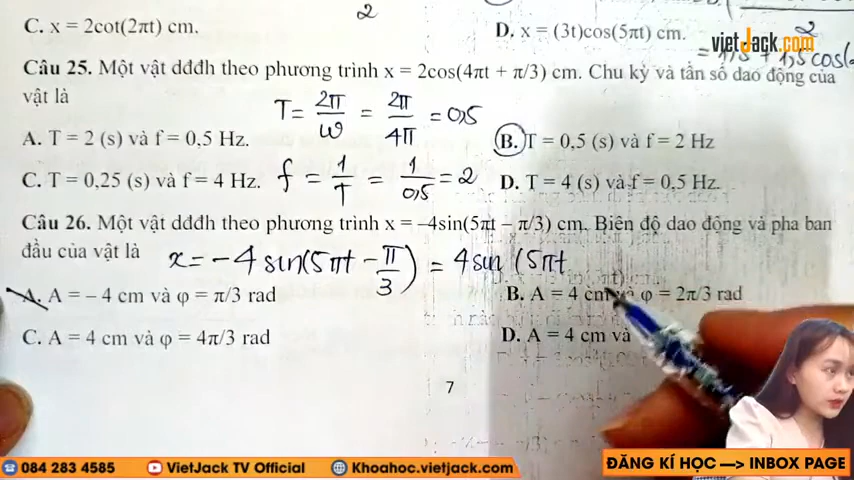 2
C. x = 2cot(2πt) cm.
D. x = (3t)cos(5πt) cm.
vietJack.com
Câu 25. Một vật dđđh theo phương trình x = 2cos(4πt + π/3) cm. Chu kỳ và tần số dao động của
vật là
T = 2π/ω = 2π/4π = 0,5
A. T = 2 (s) và f = 0,5 Hz.
B. T = 0,5 (s) và f = 2 Hz
f = 1/T = 1/0,5 = 2
C. T = 0,25 (s) và f = 4 Hz.
D. T = 4 (s) và f = 0,5 Hz.
Câu 26. Một vật dđđh theo phương trình x = –4sin(5πt – π/3) cm. Biên độ dao động và pha ban
đầu của vật là
x = -4 sin(5πt - π/3) = 4 sin (5πt
A. A = – 4 cm và φ = π/3 rad
B. A = 4 cm và φ = 2π/3 rad
C. A = 4 cm và φ = 4π/3 rad
D. A = 4 cm và
7
084 283 4585
VietJack TV Official
Khoahoc.vietjack.com
ĐĂNG KÍ HỌC —> INBOX PAGE